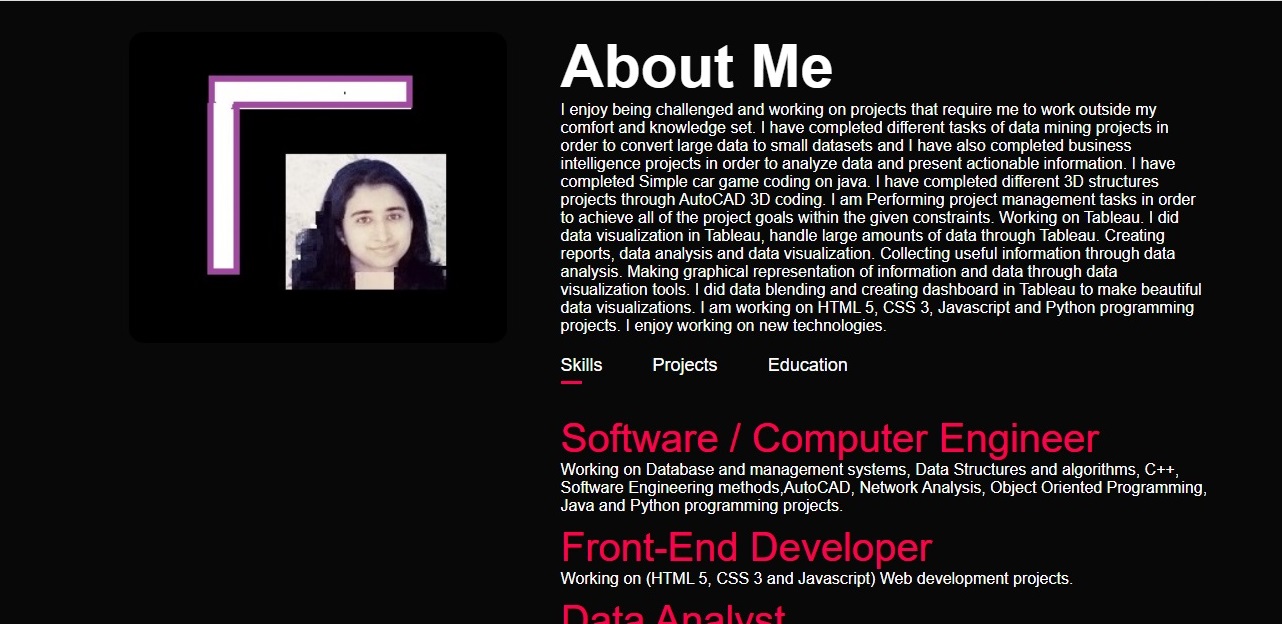 About Me
I enjoy being challenged and working on projects that require me to work outside my
comfort and knowledge set. I have completed different tasks of data mining projects in
order to convert large data to small datasets and I have also completed business
intelligence projects in order to analyze data and present actionable information. I have
completed Simple car game coding on java. I have completed different 3D structures
projects through AutoCAD 3D coding. I am Performing project management tasks in order
to achieve all of the project goals within the given constraints. Working on Tableau. I did
data visualization in Tableau, handle large amounts of data through Tableau. Creating
reports, data analysis and data visualization. Collecting useful information through data
analysis. Making graphical representation of information and data through data
visualization tools. I did data blending and creating dashboard in Tableau to make beautiful
data visualizations. I am working on HTML 5, CSS 3, Javascript and Python programming
projects. I enjoy working on new technologies.
Skills Projects Education
Software / Computer Engineer
Working on Database and management systems, Data Structures and algorithms, C++,
Software Engineering methods,AutoCAD, Network Analysis, Object Oriented Programming,
Java and Python programming projects.
Front-End Developer
Working on (HTML 5, CSS 3 and Javascript) Web development projects.
Data Analyst